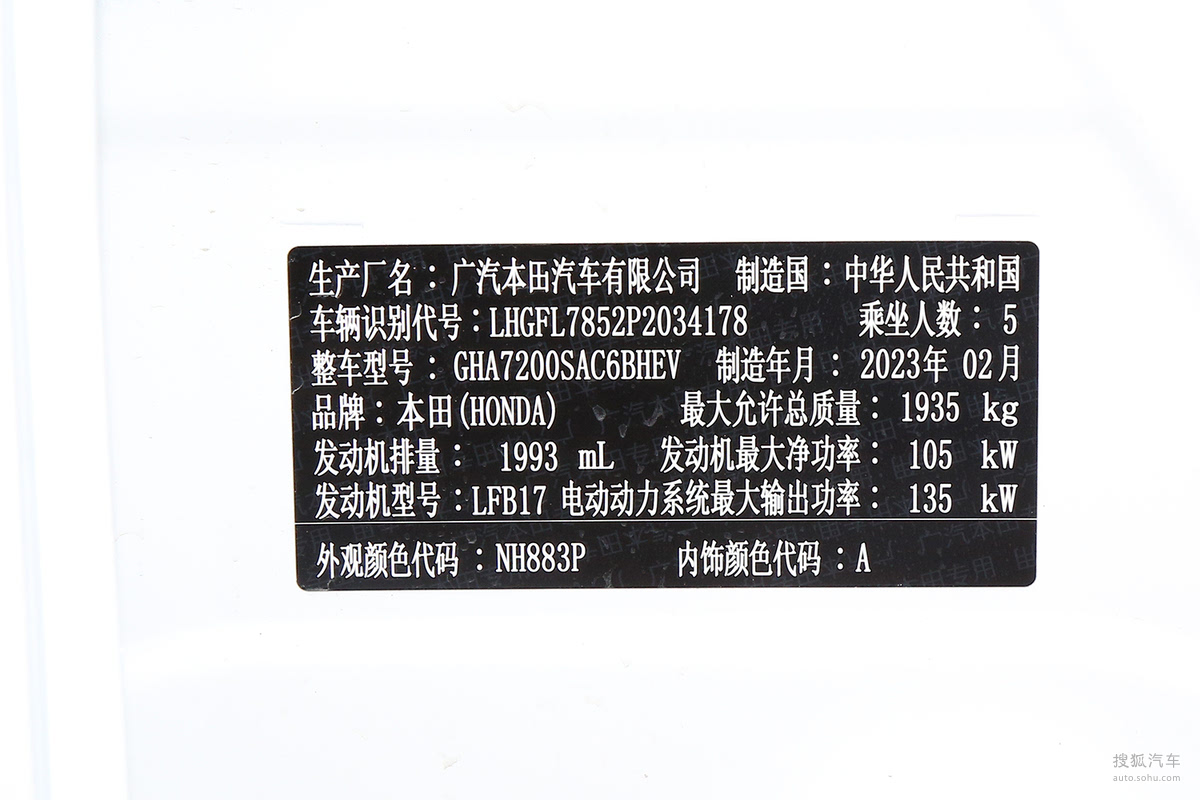 生产厂名：广汽本田汽车有限公司 制造国：中华人民共和国
车辆识别代号：LHGFL7852P2034178 乘坐人数：5
整车型号：GHA7200SAC6BHEV 制造年月：2023年 02月
品牌：本田(HONDA) 最大允许总质量：1935 kg
发动机排量：1993 mL 发动机最大净功率：105 kW
发动机型号：LFB17 电动动力系统最大输出功率：135 kW
外观颜色代码：NH883P 内饰颜色代码：A
搜狐汽车
auto.sohu.com